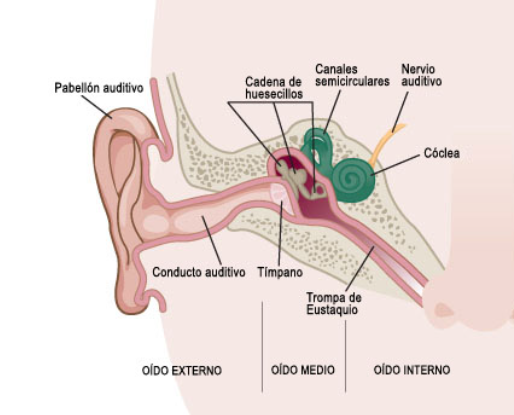 Canales
semicirculares
Nervio
auditivo
Cadena de
huesecillos
Pabellón auditivo
Cóclea
Conducto auditivo
Tímpano
Trompa de
Eustaquio
OÍDO EXTERNO
OÍDO MEDIO
OÍDO INTERNO